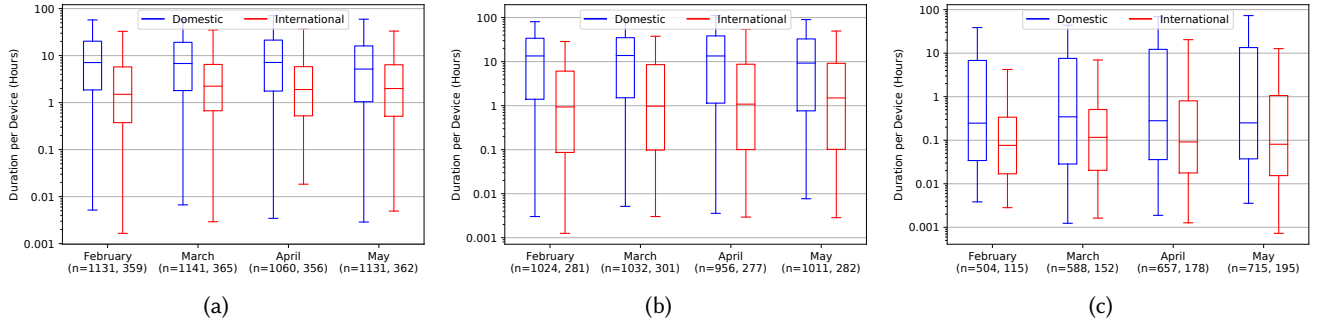 Domestic International
100
10
1
0.1
0.01
0.001
Duration per Device (Hours)
February March April May
(n=1131, 359) (n=1141, 365) (n=1060, 356) (n=1131, 362)
(a)
Domestic International
100
10
1
0.1
0.01
0.001
Duration per Device (Hours)
February March April May
(n=1024, 281) (n=1032, 301) (n=956, 277) (n=1011, 282)
(b)
Domestic International
100
10
1
0.1
0.01
0.001
Duration per Device (Hours)
February March April May
(n=504, 115) (n=588, 152) (n=657, 178) (n=715, 195)
(c)